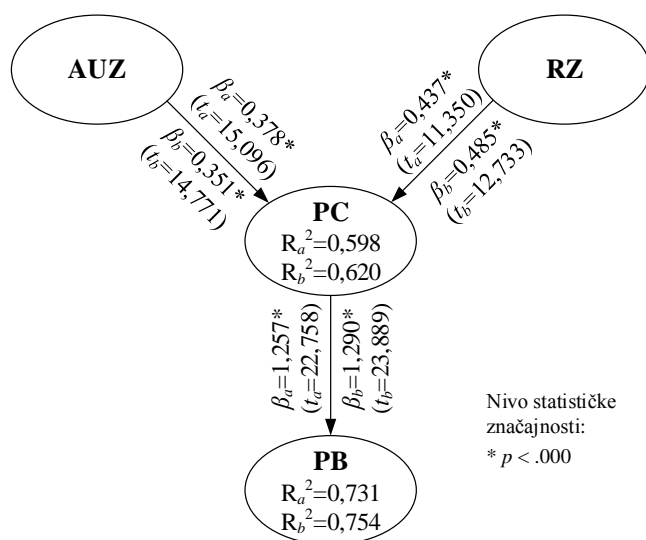 AUZ
RZ
βa=0,378*
(ta=15,096)
βb=0,351*
(tb=14,771)
βa=0,437*
(ta=11,350)
βb=0,485*
(tb=12,733)
PC
Ra²=0,598
Rb²=0,620
βa=1,257*
(ta=22,758)
βb=1,290*
(tb=23,889)
Nivo statističke
značajnosti:
* p < .000
PB
Ra²=0,731
Rb²=0,754